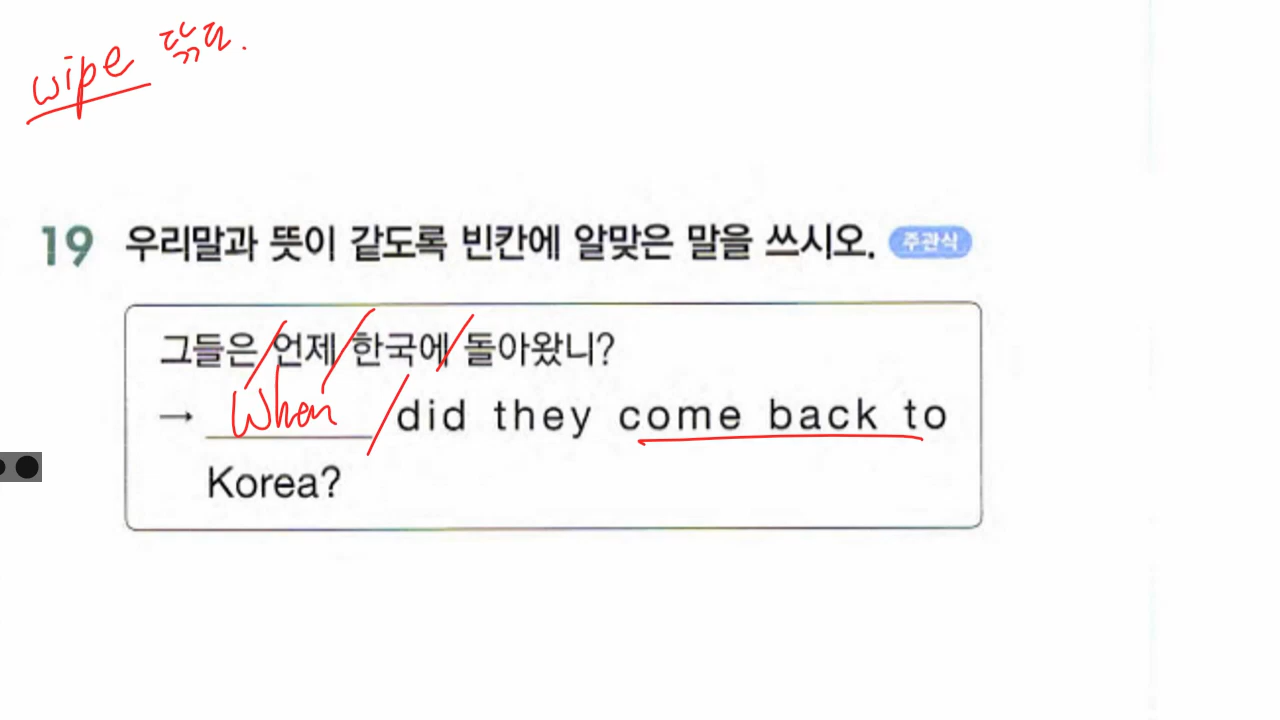 wipe 닦다.
19 우리말과 뜻이 같도록 빈칸에 알맞은 말을 쓰시오. 주관식
그들은 언제 한국에 돌아왔니?
→ When did they come back to
Korea?